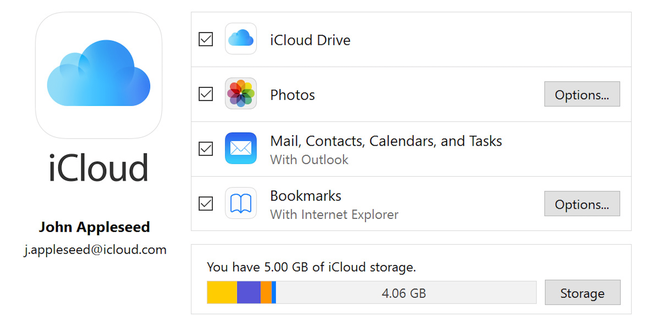 iCloud
John Appleseed
j.appleseed@icloud.com
iCloud Drive
Photos
Options...
Mail, Contacts, Calendars, and Tasks
With Outlook
Bookmarks
With Internet Explorer
Options...
You have 5.00 GB of iCloud storage.
4.06 GB
Storage